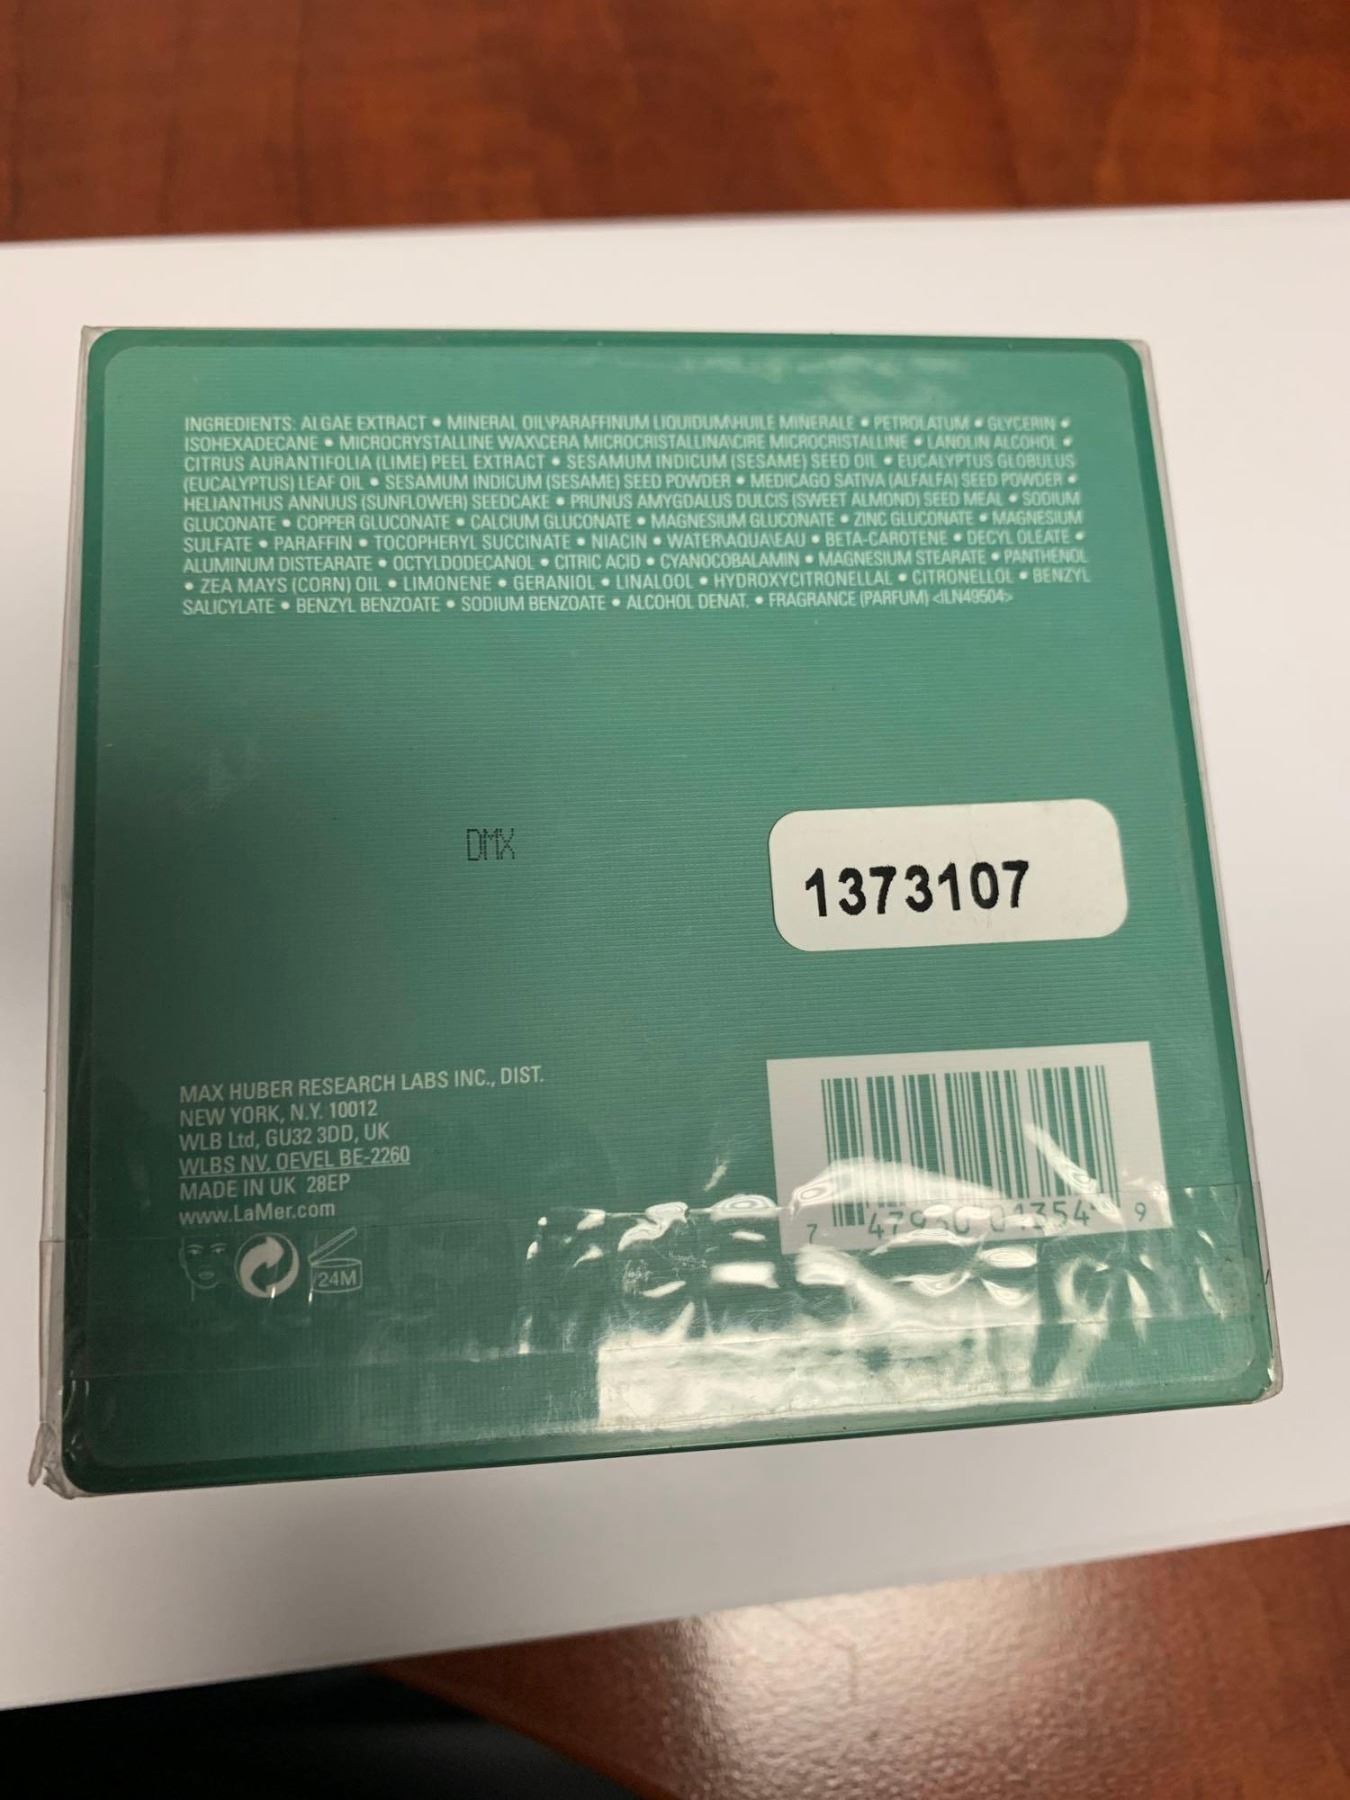 INGREDIENTS: ALGAE EXTRACT • MINERAL OIL\PARAFFINUM LIQUIDUM\HUILE MINERALE • PETROLATUM • GLYCERIN •
ISOHEXADECANE • MICROCRYSTALLINE WAX\CERA MICROCRISTALLINA\CIRE MICROCRISTALLINE • LANOLIN ALCOHOL •
CITRUS AURANTIFOLIA (LIME) PEEL EXTRACT • SESAMUM INDICUM (SESAME) SEED OIL • EUCALYPTUS GLOBULUS
(EUCALYPTUS) LEAF OIL • SESAMUM INDICUM (SESAME) SEED POWDER • MEDICAGO SATIVA (ALFALFA) SEED POWDER •
HELIANTHUS ANNUUS (SUNFLOWER) SEEDCAKE • PRUNUS AMYGDALUS DULCIS (SWEET ALMOND) SEED MEAL • SODIUM
GLUCONATE • COPPER GLUCONATE • CALCIUM GLUCONATE • MAGNESIUM GLUCONATE • ZINC GLUCONATE • MAGNESIUM
SULFATE • PARAFFIN • TOCOPHERYL SUCCINATE • NIACIN • WATER\AQUA\EAU • BETA-CAROTENE • DECYL OLEATE •
ALUMINUM DISTEARATE • OCTYLDODECANOL • CITRIC ACID • CYANOCOBALAMIN • MAGNESIUM STEARATE • PANTHENOL
• ZEA MAYS (CORN) OIL • LIMONENE • GERANIOL • LINALOOL • HYDROXYCITRONELLAL • CITRONELLOL • BENZYL
SALICYLATE • BENZYL BENZOATE • SODIUM BENZOATE • ALCOHOL DENAT. • FRAGRANCE (PARFUM) <ILN49504>
DMX
1373107
MAX HUBER RESEARCH LABS INC., DIST.
NEW YORK, N.Y. 10012
WLB Ltd, GU32 3DD, UK
WLBS NV, OEVEL BE-2260
MADE IN UK 28EP
www.LaMer.com
24M
7 47930 01354 9